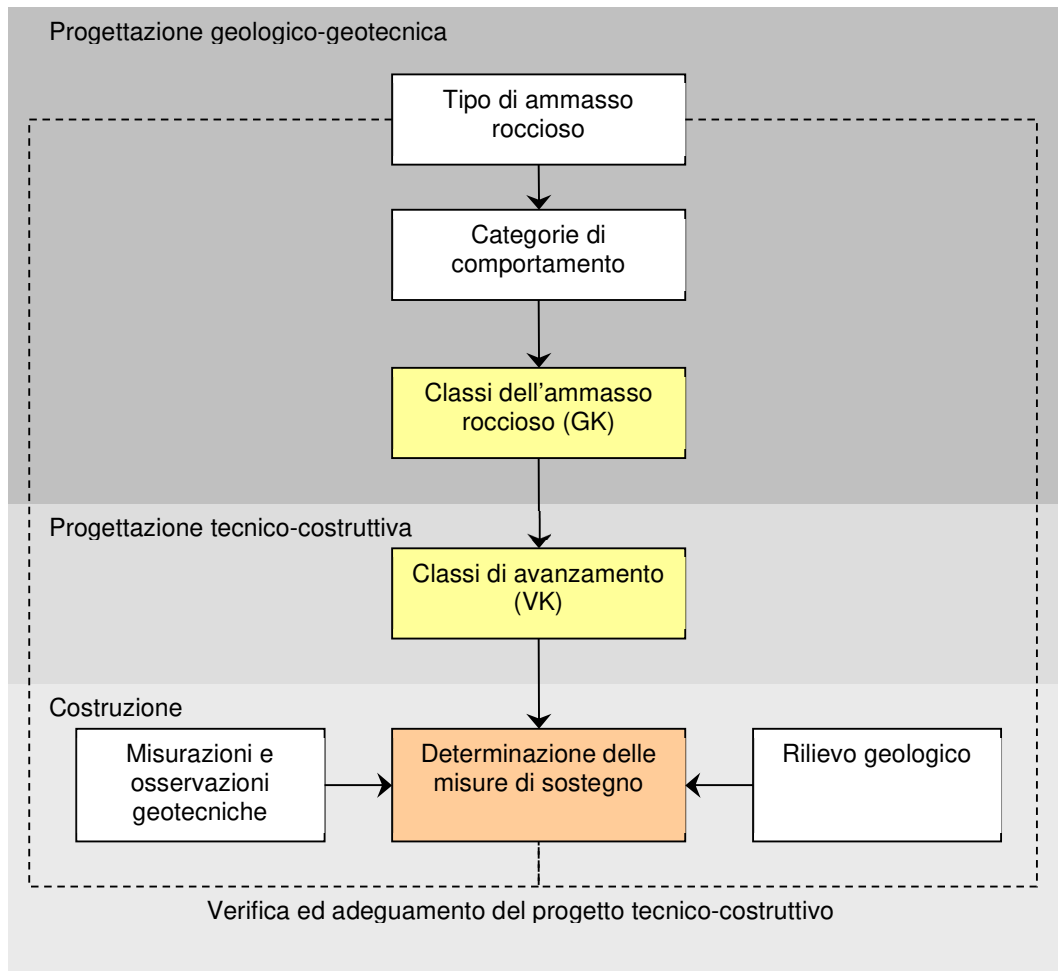 Progettazione geologico-geotecnica
Tipo di ammasso
roccioso
Categorie di
comportamento
Classi dell'ammasso
roccioso (GK)
Progettazione tecnico-costruttiva
Classi di avanzamento
(VK)
Costruzione
Misurazioni e
osservazioni
geotecniche
Determinazione delle
misure di sostegno
Rilievo geologico
Verifica ed adeguamento del progetto tecnico-costruttivo